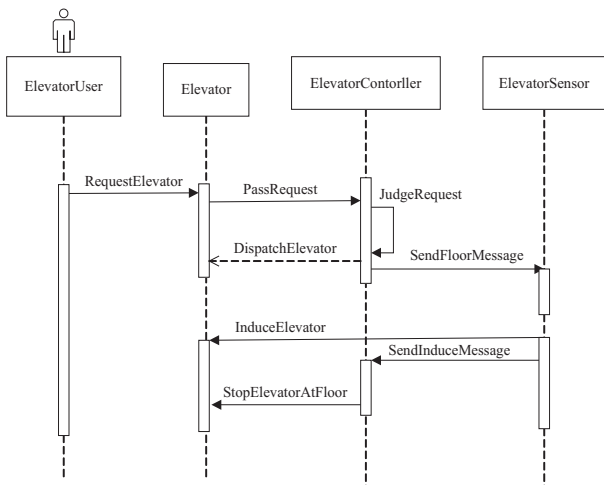 ElevatorUser
Elevator
ElevatorContorller
ElevatorSensor
RequestElevator
PassRequest
JudgeRequest
DispatchElevator
SendFloorMessage
InduceElevator
SendInduceMessage
StopElevatorAtFloor